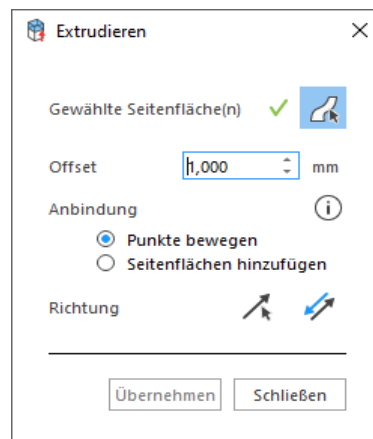 Extrudieren
Gewählte Seitenfläche(n)
Offset 1,000 mm
Anbindung
Punkte bewegen
Seitenflächen hinzufügen
Richtung
Übernehmen Schließen